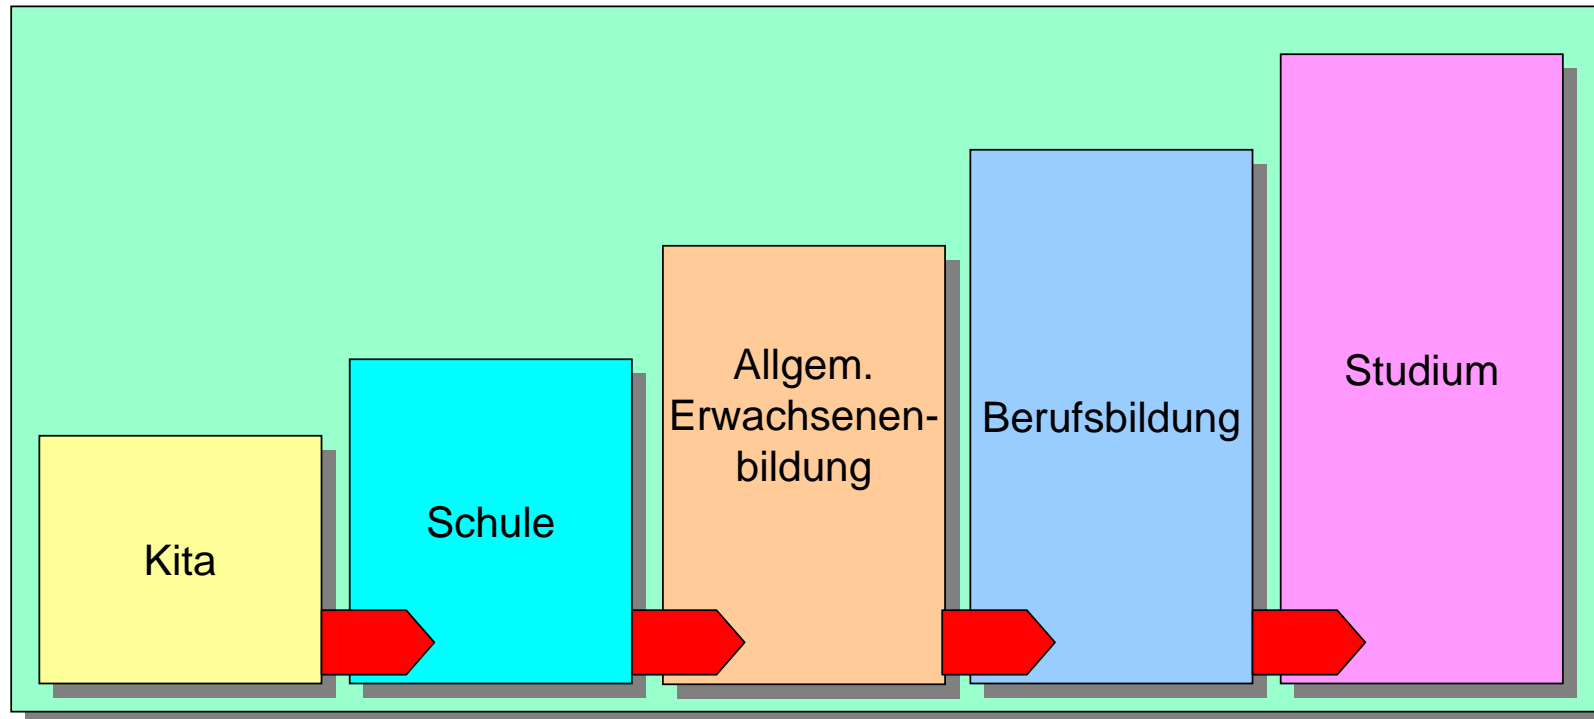 Kita
Schule
Allgem.
Erwachsenen-
bildung
Berufsbildung
Studium